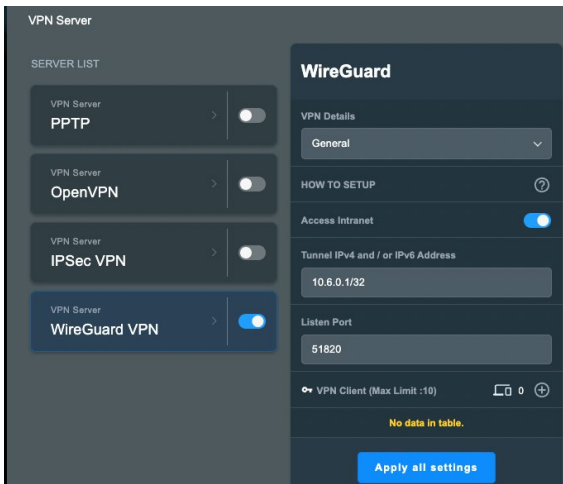 VPN Server
SERVER LIST
VPN Server
PPTP
VPN Server
OpenVPN
VPN Server
IPSec VPN
VPN Server
WireGuard VPN
WireGuard
VPN Details
General
HOW TO SETUP
Access Intranet
Tunnel IPv4 and / or IPv6 Address
10.6.0.1/32
Listen Port
51820
VPN Client (Max Limit :10) 0
No data in table.
Apply all settings